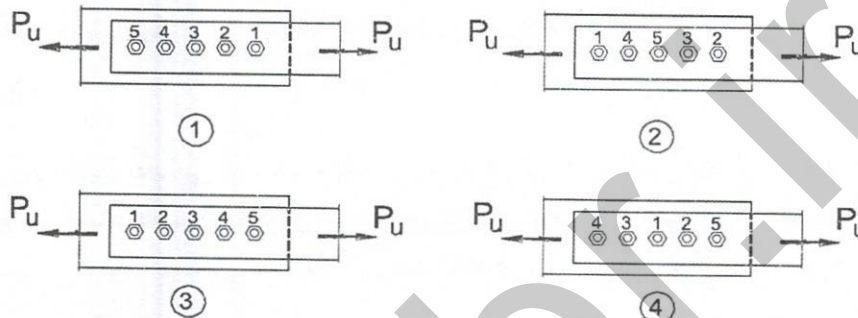 Pu 5 4 3 2 1 Pu
Pu 1 4 5 3 2 Pu
1
2
Pu 1 2 3 4 5 Pu
Pu 4 3 1 2 5 Pu
3
4